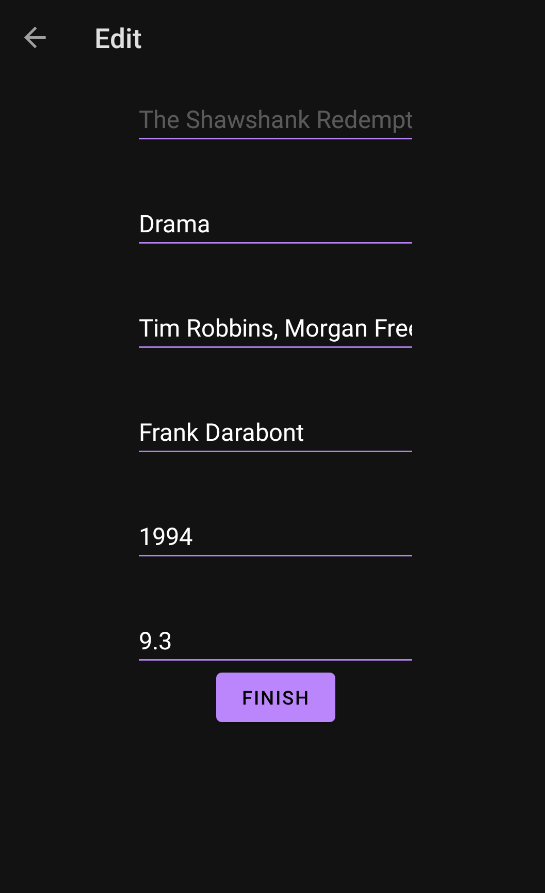 Edit
The Shawshank Redempt
Drama
Tim Robbins, Morgan Free
Frank Darabont
1994
9.3
FINISH